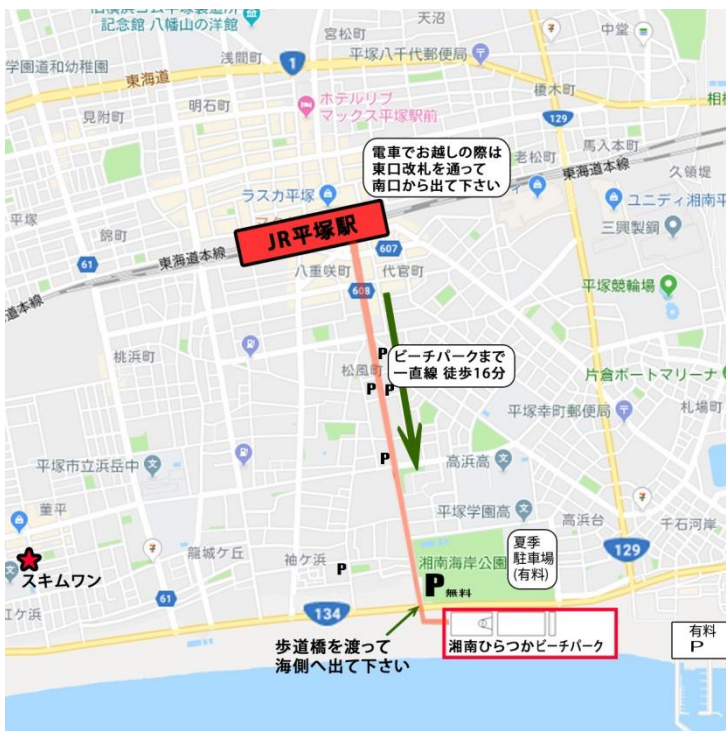 記念館 八幡山の洋館
宮松町
天沼
浅間町
平塚八千代郵便局
中堂
学園道和幼稚園
東海道
1
榎木町
明石町
ホテルリブ
マックス平塚駅前
見附町
129
電車でお越しの際は
東口改札を通って
南口から出て下さい
老松町
馬入本町
東海道本線
久領堤
ラスカ平塚
ユニディ湘南平
平塚
錦町
JR平塚駅
三興製鋼
61
東海道本線
607
八重咲町
代官町
平塚競輪場
608
東海道本線
P
ビーチパークまで
一直線 徒歩16分
桃浜町
松風町
P P
片倉ボートマリーナ
札場町
平塚幸町郵便局
P
平塚市立浜岳中
高浜高
菫平
平塚学園高
高浜台
千石河岸
夏季
駐車場
(有料)
129
龍城ケ丘
袖ケ浜
湘南海岸公園
スキムワン
P
P 無料
虹ケ浜
61
134
歩道橋を渡って
海側へ出て下さい
湘南ひらつかビーチパーク
有料
P